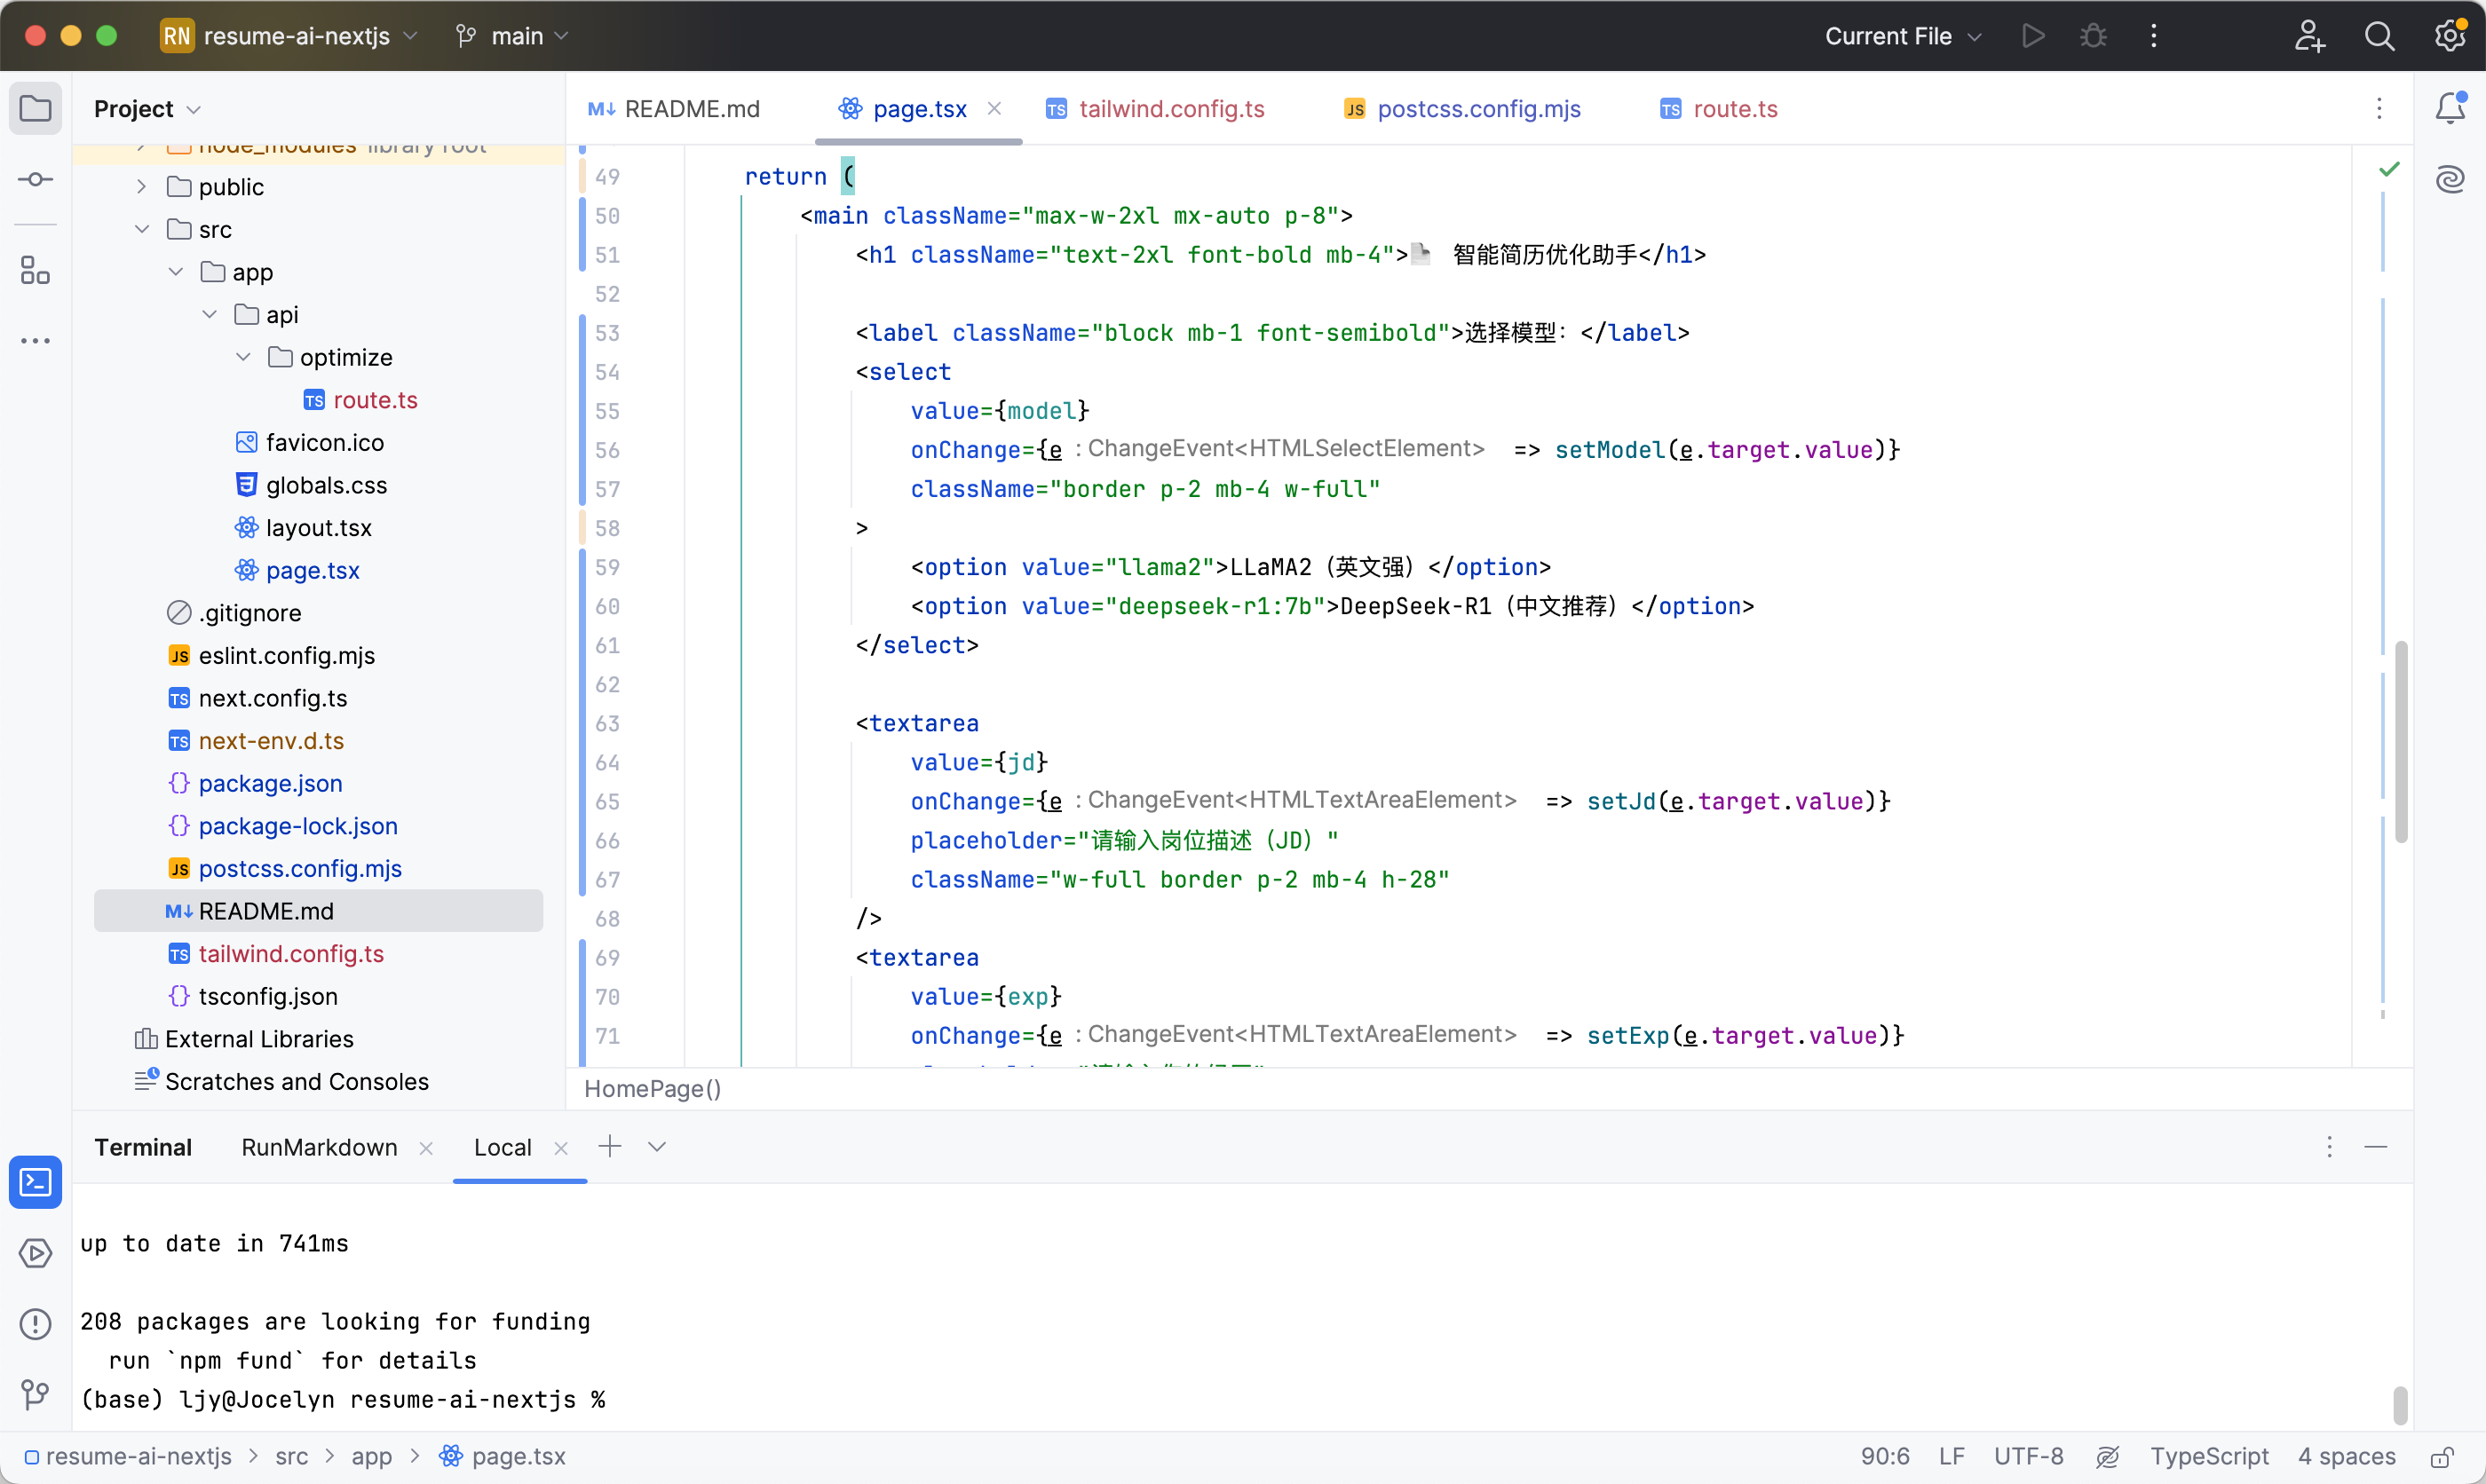 RN resume-ai-nextjs main Current File
Project
node_modules library root
public
src
app
api
optimize
TS route.ts
favicon.ico
globals.css
layout.tsx
page.tsx
.gitignore
JS eslint.config.mjs
TS next.config.ts
TS next-env.d.ts
{} package.json
{} package-lock.json
JS postcss.config.mjs
M↓ README.md
TS tailwind.config.ts
{} tsconfig.json
External Libraries
Scratches and Consoles
M↓ README.md page.tsx TS tailwind.config.ts JS postcss.config.mjs TS route.ts
49 return (
50 <main className="max-w-2xl mx-auto p-8">
51 <h1 className="text-2xl font-bold mb-4">📄 智能简历优化助手</h1>
52
53 <label className="block mb-1 font-semibold">选择模型：</label>
54 <select
55 value={model}
56 onChange={e : ChangeEvent<HTMLSelectElement> => setModel(e.target.value)}
57 className="border p-2 mb-4 w-full"
58 >
59 <option value="llama2">LLaMA2（英文强）</option>
60 <option value="deepseek-r1:7b">DeepSeek-R1（中文推荐）</option>
61 </select>
62
63 <textarea
64 value={jd}
65 onChange={e : ChangeEvent<HTMLTextAreaElement> => setJd(e.target.value)}
66 placeholder="请输入岗位描述（JD）"
67 className="w-full border p-2 mb-4 h-28"
68 />
69 <textarea
70 value={exp}
71 onChange={e : ChangeEvent<HTMLTextAreaElement> => setExp(e.target.value)}
HomePage()
Terminal RunMarkdown Local
up to date in 741ms
208 packages are looking for funding
run `npm fund` for details
(base) ljy@Jocelyn resume-ai-nextjs %
resume-ai-nextjs > src > app > page.tsx 90:6 LF UTF-8 TypeScript 4 spaces